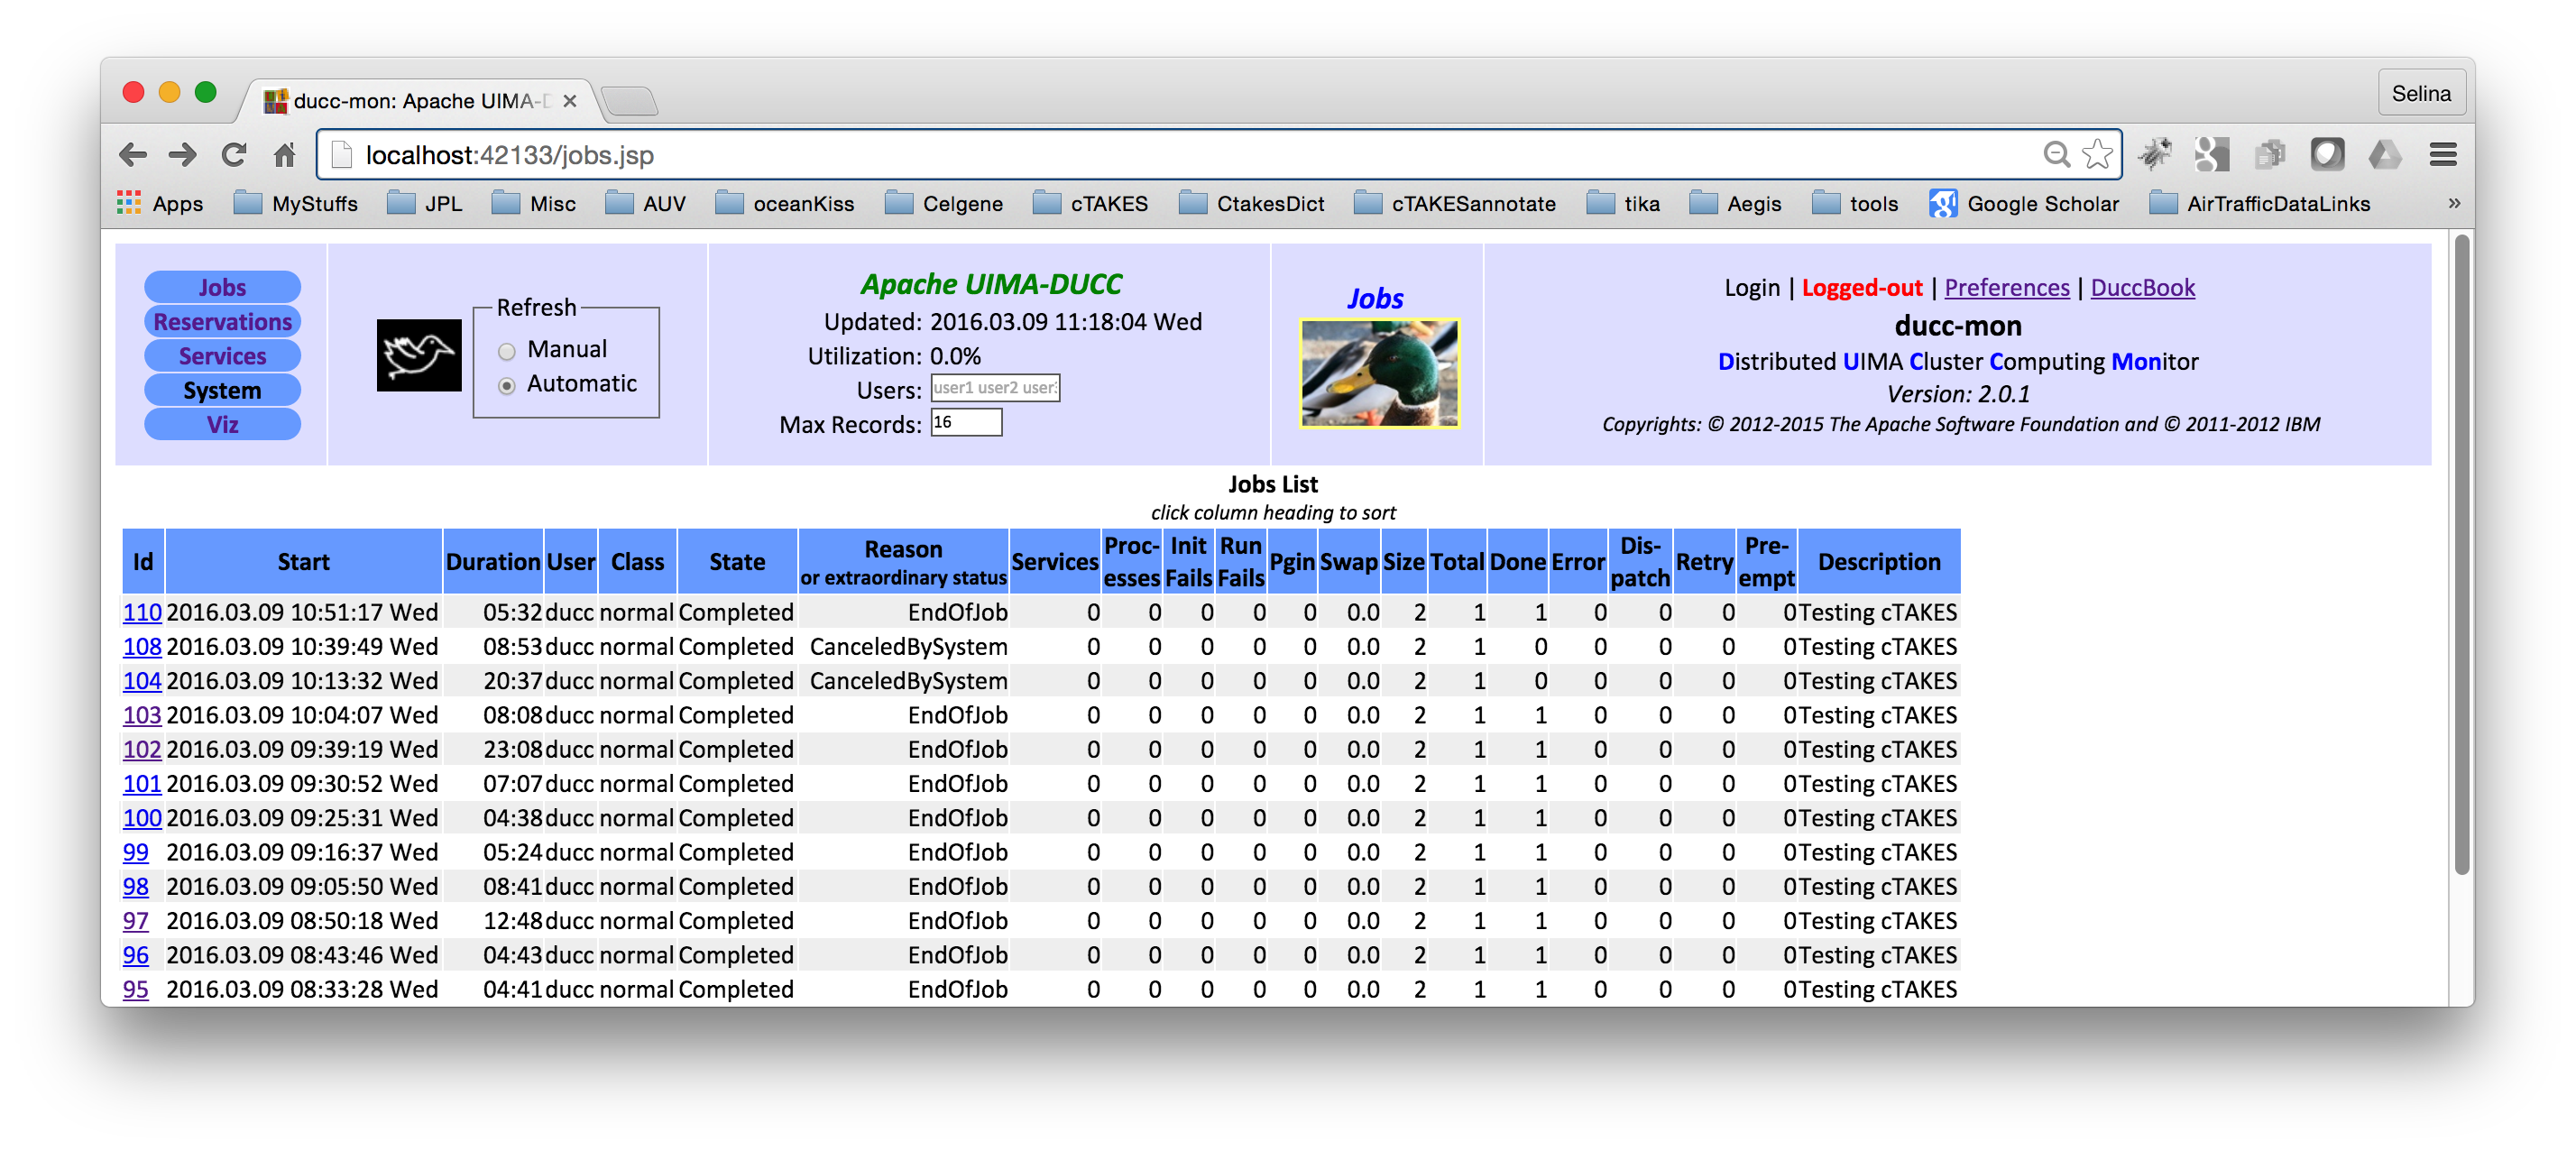 ducc-mon: Apache UIMA-D
Selina
localhost:42133/jobs.jsp
Apps MyStuffs JPL Misc AUV oceanKiss Celgene cTAKES CtakesDict cTAKESannotate tika Aegis tools Google Scholar AirTrafficDataLinks »
Jobs
Reservations
Services
System
Viz
Refresh
Manual
Automatic
Apache UIMA-DUCC
Updated: 2016.03.09 11:18:04 Wed
Utilization: 0.0%
Users: user1 user2 user3
Max Records: 16
Jobs
Login | Logged-out | Preferences | DuccBook
ducc-mon
Distributed UIMA Cluster Computing Monitor
Version: 2.0.1
Copyrights: © 2012-2015 The Apache Software Foundation and © 2011-2012 IBM
Jobs List
click column heading to sort
Id Start Duration User Class State Reason or extraordinary status Services Proc-esses Init Fails Run Fails Pgin Swap Size Total Done Error Dis-patch Retry Pre-empt Description
110 2016.03.09 10:51:17 Wed 05:32 ducc normal Completed EndOfJob 0 0 0 0 0 0.0 2 1 1 0 0 0 0 Testing cTAKES
108 2016.03.09 10:39:49 Wed 08:53 ducc normal Completed CanceledBySystem 0 0 0 0 0 0.0 2 1 0 0 0 0 0 Testing cTAKES
104 2016.03.09 10:13:32 Wed 20:37 ducc normal Completed CanceledBySystem 0 0 0 0 0 0.0 2 1 0 0 0 0 0 Testing cTAKES
103 2016.03.09 10:04:07 Wed 08:08 ducc normal Completed EndOfJob 0 0 0 0 0 0.0 2 1 1 0 0 0 0 Testing cTAKES
102 2016.03.09 09:39:19 Wed 23:08 ducc normal Completed EndOfJob 0 0 0 0 0 0.0 2 1 1 0 0 0 0 Testing cTAKES
101 2016.03.09 09:30:52 Wed 07:07 ducc normal Completed EndOfJob 0 0 0 0 0 0.0 2 1 1 0 0 0 0 Testing cTAKES
100 2016.03.09 09:25:31 Wed 04:38 ducc normal Completed EndOfJob 0 0 0 0 0 0.0 2 1 1 0 0 0 0 Testing cTAKES
99 2016.03.09 09:16:37 Wed 05:24 ducc normal Completed EndOfJob 0 0 0 0 0 0.0 2 1 1 0 0 0 0 Testing cTAKES
98 2016.03.09 09:05:50 Wed 08:41 ducc normal Completed EndOfJob 0 0 0 0 0 0.0 2 1 1 0 0 0 0 Testing cTAKES
97 2016.03.09 08:50:18 Wed 12:48 ducc normal Completed EndOfJob 0 0 0 0 0 0.0 2 1 1 0 0 0 0 Testing cTAKES
96 2016.03.09 08:43:46 Wed 04:43 ducc normal Completed EndOfJob 0 0 0 0 0 0.0 2 1 1 0 0 0 0 Testing cTAKES
95 2016.03.09 08:33:28 Wed 04:41 ducc normal Completed EndOfJob 0 0 0 0 0 0.0 2 1 1 0 0 0 0 Testing cTAKES